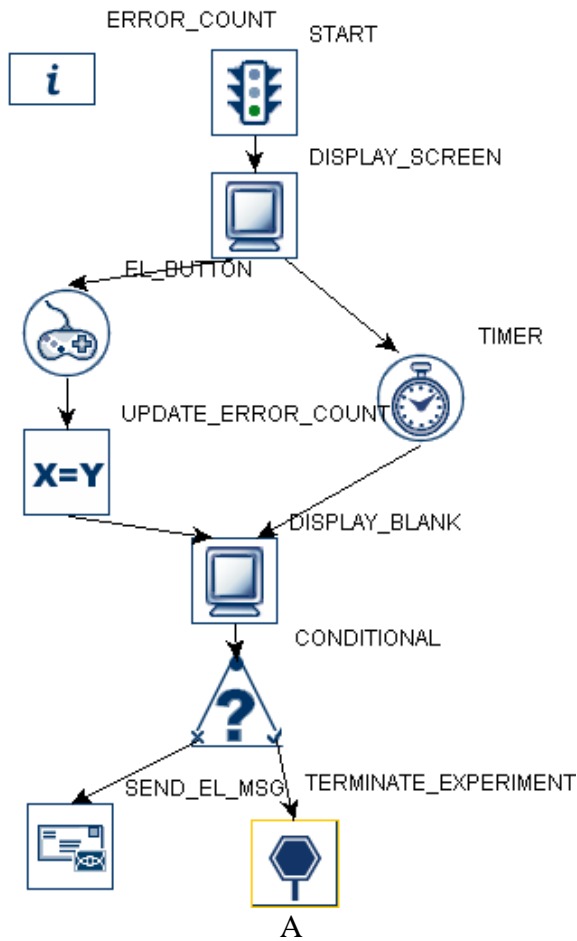 ERROR_COUNT
START
i
DISPLAY_SCREEN
EL_BUTTON
TIMER
UPDATE_ERROR_COUNT
X=Y
DISPLAY_BLANK
CONDITIONAL
?
SEND_EL_MSG
TERMINATE_EXPERIMENT
A